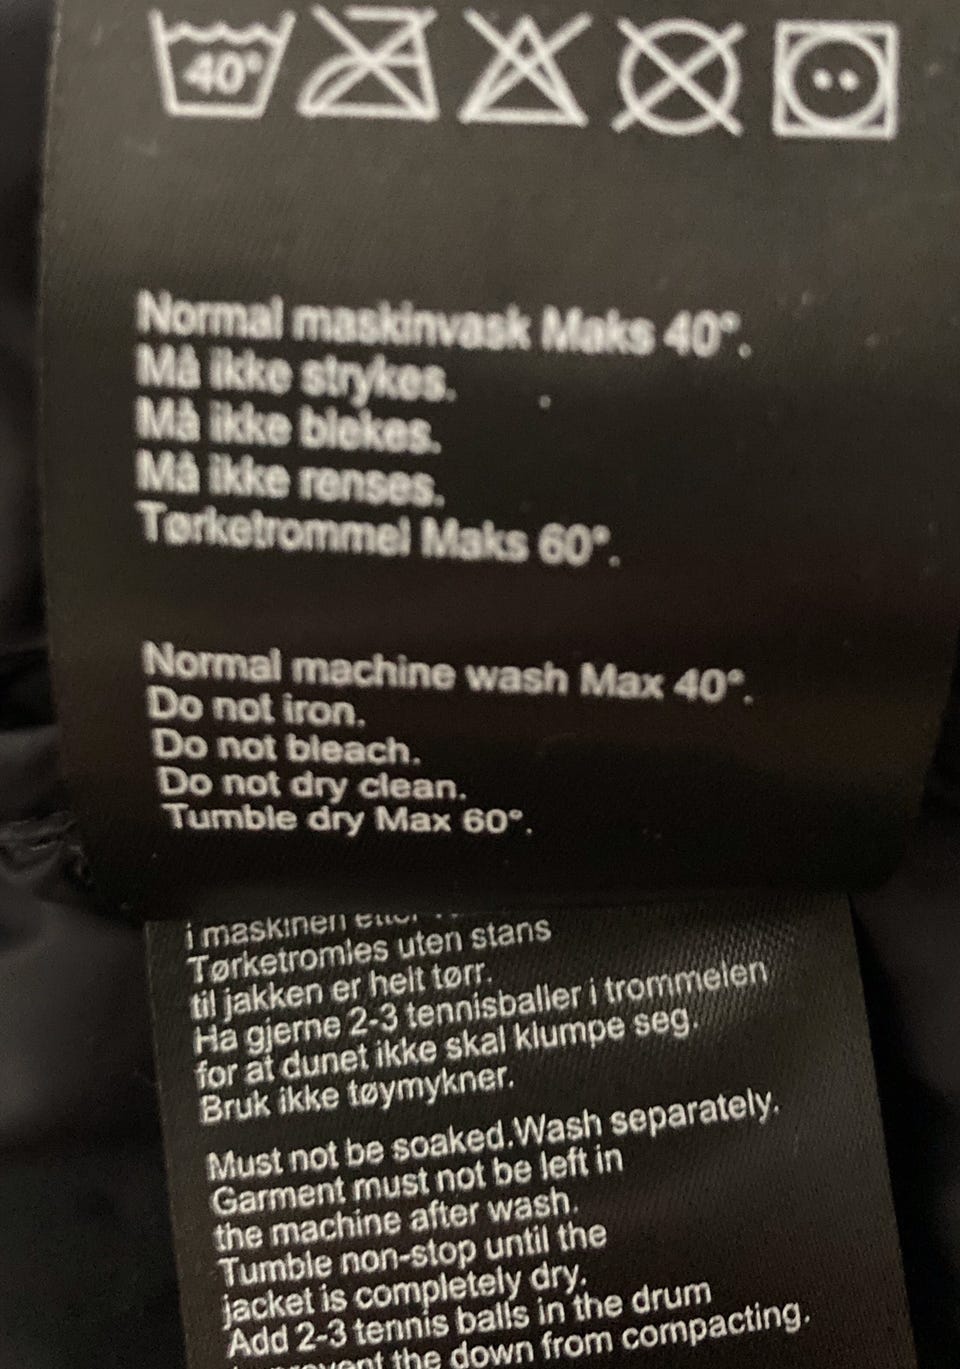 40°
Normal maskinvask Maks 40°.
Må ikke strykes.
Må ikke blekes.
Må ikke renses.
Tørketrommel Maks 60°.
Normal machine wash Max 40°.
Do not iron.
Do not bleach.
Do not dry clean.
Tumble dry Max 60°.
i maskinen
Tørketromles uten stans
til jakken er helt tørr.
Ha gjerne 2-3 tennisballer i trommelen
for at dunet ikke skal klumpe seg.
Bruk ikke tøymykner.
Must not be soaked.Wash separately.
Garment must not be left in
the machine after wash.
Tumble non-stop until the
jacket is completely dry.
Add 2-3 tennis balls in the drum
the down from compacting.